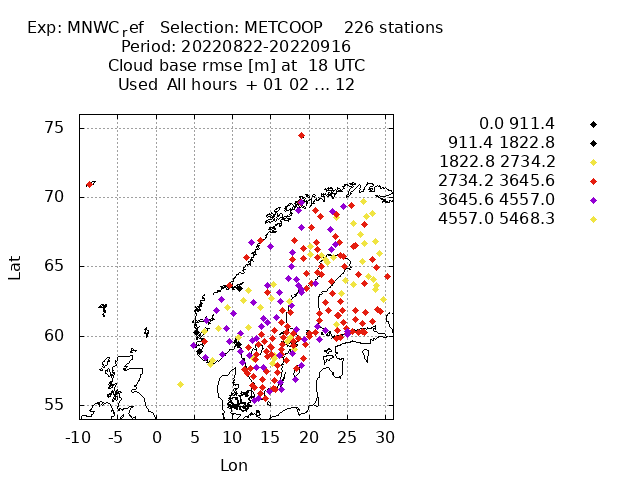 Exp: MNWC_ref Selection: METCOOP 226 stations
Period: 20220822-20220916
Cloud base rmse [m] at 18 UTC
Used All hours + 01 02 ... 12
0.0 911.4
911.4 1822.8
1822.8 2734.2
2734.2 3645.6
3645.6 4557.0
4557.0 5468.3
75
70
65
60
55
Lat
-10 -5 0 5 10 15 20 25 30
Lon